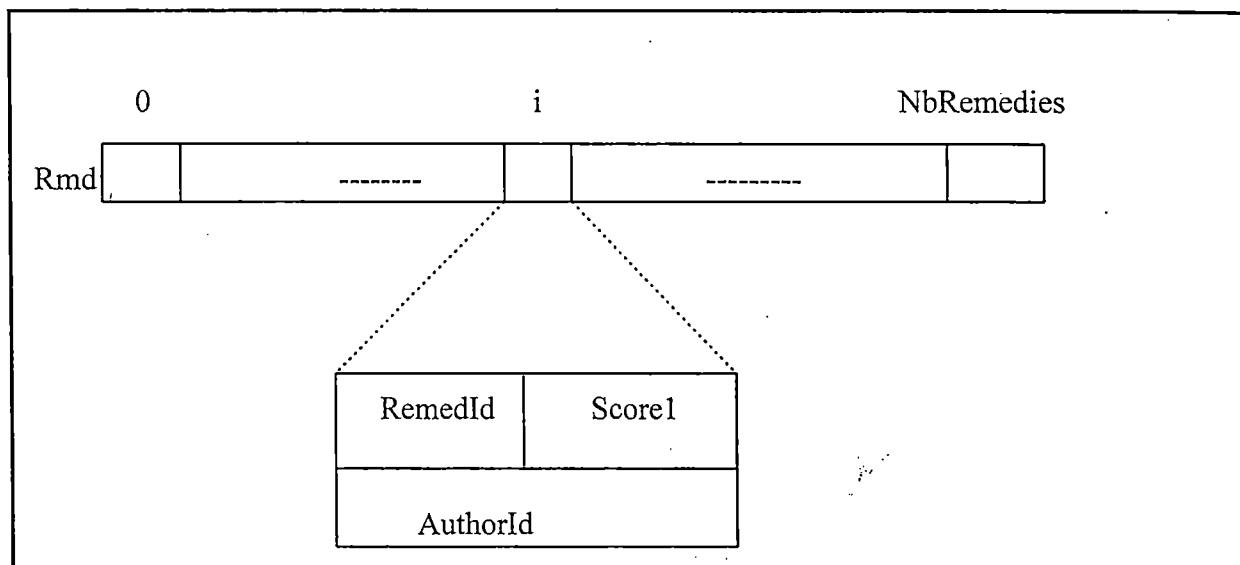 0 i NbRemedies
Rmd -------- ---------
RemedId Score1
AuthorId